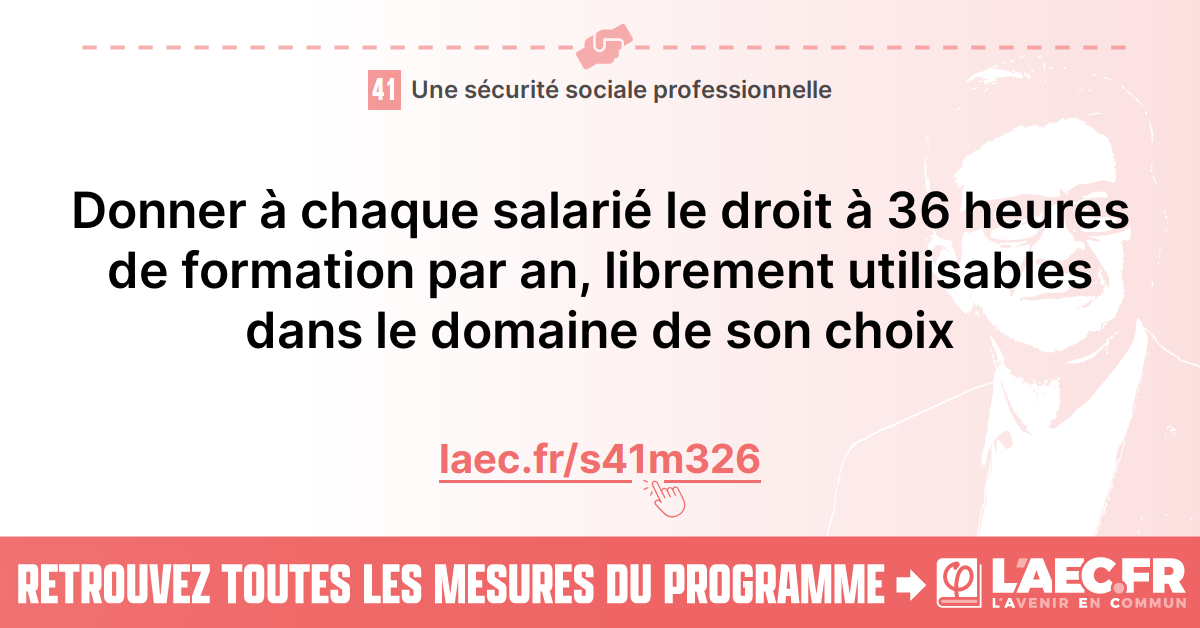 41 Une sécurité sociale professionnelle
Donner à chaque salarié le droit à 36 heures
de formation par an, librement utilisables
dans le domaine de son choix
laec.fr/s41m326
RETROUVEZ TOUTES LES MESURES DU PROGRAMME
φ L'AEC.FR
L'AVENIR EN COMMUN